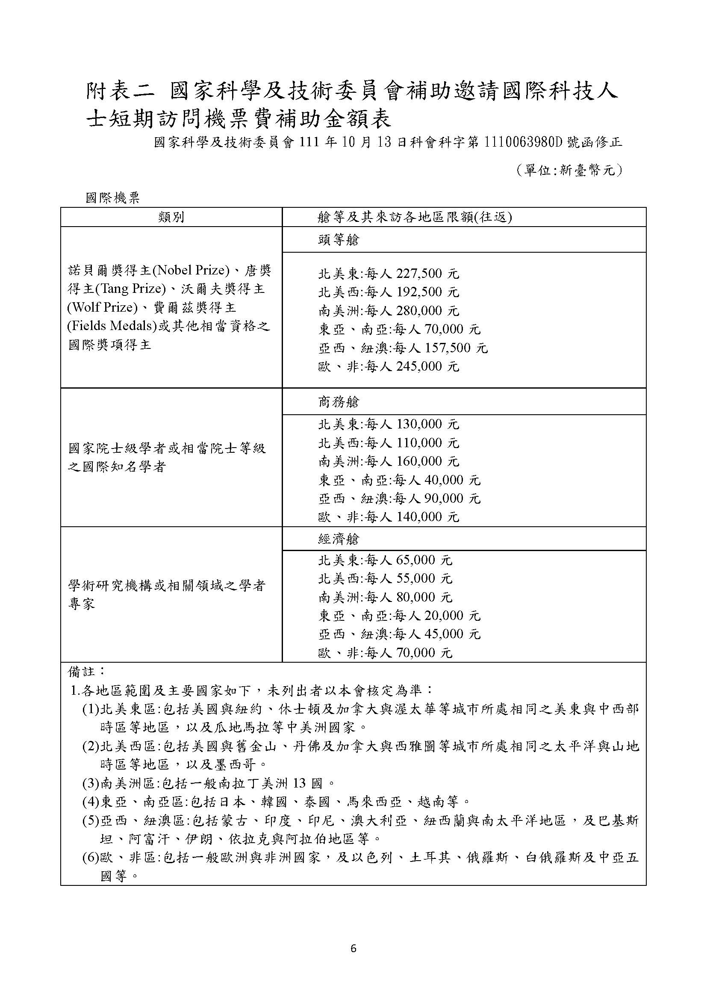 附表二 國家科學及技術委員會補助邀請國際科技人
士短期訪問機票費補助金額表
國家科學及技術委員會 111 年 10 月 13 日科會科字第 1110063980D 號函修正
（單位:新臺幣元）
國際機票
類別
艙等及其來訪各地區限額(往返)
諾貝爾獎得主(Nobel Prize)、唐獎
得主(Tang Prize)、沃爾夫獎得主
(Wolf Prize)、費爾茲獎得主
(Fields Medals)或其他相當資格之
國際獎項得主
頭等艙
北美東:每人 227,500 元
北美西:每人 192,500 元
南美洲:每人 280,000 元
東亞、南亞:每人 70,000 元
亞西、紐澳:每人 157,500 元
歐、非:每人 245,000 元
國家院士級學者或相當院士等級
之國際知名學者
商務艙
北美東:每人 130,000 元
北美西:每人 110,000 元
南美洲:每人 160,000 元
東亞、南亞:每人 40,000 元
亞西、紐澳:每人 90,000 元
歐、非:每人 140,000 元
學術研究機構或相關領域之學者
專家
經濟艙
北美東:每人 65,000 元
北美西:每人 55,000 元
南美洲:每人 80,000 元
東亞、南亞:每人 20,000 元
亞西、紐澳:每人 45,000 元
歐、非:每人 70,000 元
備註：
1.各地區範圍及主要國家如下，未列出者以本會核定為準：
(1)北美東區:包括美國與紐約、休士頓及加拿大與渥太華等城市所處相同之美東與中西部
時區等地區，以及瓜地馬拉等中美洲國家。
(2)北美西區:包括美國與舊金山、丹佛及加拿大與西雅圖等城市所處相同之太平洋與山地
時區等地區，以及墨西哥。
(3)南美洲區:包括一般南拉丁美洲 13 國。
(4)東亞、南亞區:包括日本、韓國、泰國、馬來西亞、越南等。
(5)亞西、紐澳區:包括蒙古、印度、印尼、澳大利亞、紐西蘭與南太平洋地區，及巴基斯
坦、阿富汗、伊朗、依拉克與阿拉伯地區等。
(6)歐、非區:包括一般歐洲與非洲國家，及以色列、土耳其、俄羅斯、白俄羅斯及中亞五
國等。
6